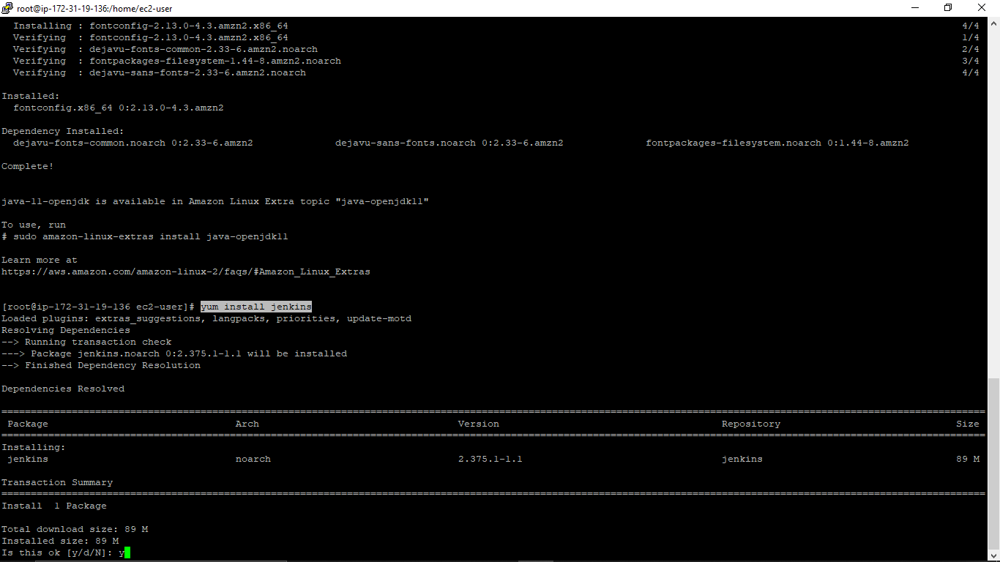 root@ip-172-31-19-136:/home/ec2-user
Installing : fontconfig-2.13.0-4.3.amzn2.x86_64 4/4
Verifying : fontconfig-2.13.0-4.3.amzn2.x86_64 1/4
Verifying : dejavu-fonts-common-2.33-6.amzn2.noarch 2/4
Verifying : fontpackages-filesystem-1.44-8.amzn2.noarch 3/4
Verifying : dejavu-sans-fonts-2.33-6.amzn2.noarch 4/4
Installed:
fontconfig.x86_64 0:2.13.0-4.3.amzn2
Dependency Installed:
dejavu-fonts-common.noarch 0:2.33-6.amzn2 dejavu-sans-fonts.noarch 0:2.33-6.amzn2 fontpackages-filesystem.noarch 0:1.44-8.amzn2
Complete!
java-11-openjdk is available in Amazon Linux Extra topic "java-openjdk11"
To use, run
# sudo amazon-linux-extras install java-openjdk11
Learn more at
https://aws.amazon.com/amazon-linux-2/faqs/#Amazon_Linux_Extras
[root@ip-172-31-19-136 ec2-user]# yum install jenkins
Loaded plugins: extras_suggestions, langpacks, priorities, update-motd
Resolving Dependencies
--> Running transaction check
---> Package jenkins.noarch 0:2.375.1-1.1 will be installed
--> Finished Dependency Resolution
Dependencies Resolved
Package Arch Version Repository Size
Installing:
jenkins noarch 2.375.1-1.1 jenkins 89 M
Transaction Summary
Install 1 Package
Total download size: 89 M
Installed size: 89 M
Is this ok [y/d/N]: y